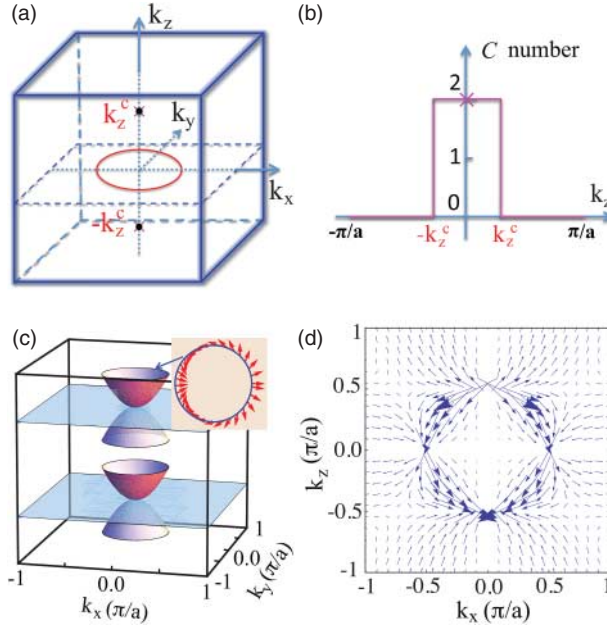 (a)
k_z
k_z^c
k_y
k_x
-k_z^c
(b)
C number
2
1
0
k_z
-π/a
-k_z^c
k_z^c
π/a
(c)
1
0.0
-1
k_y (π/a)
-1
0.0
1
k_x (π/a)
(d)
1
0.5
0.0
-0.5
-1
k_z (π/a)
-1
-0.5
0.0
0.5
1
k_x (π/a)